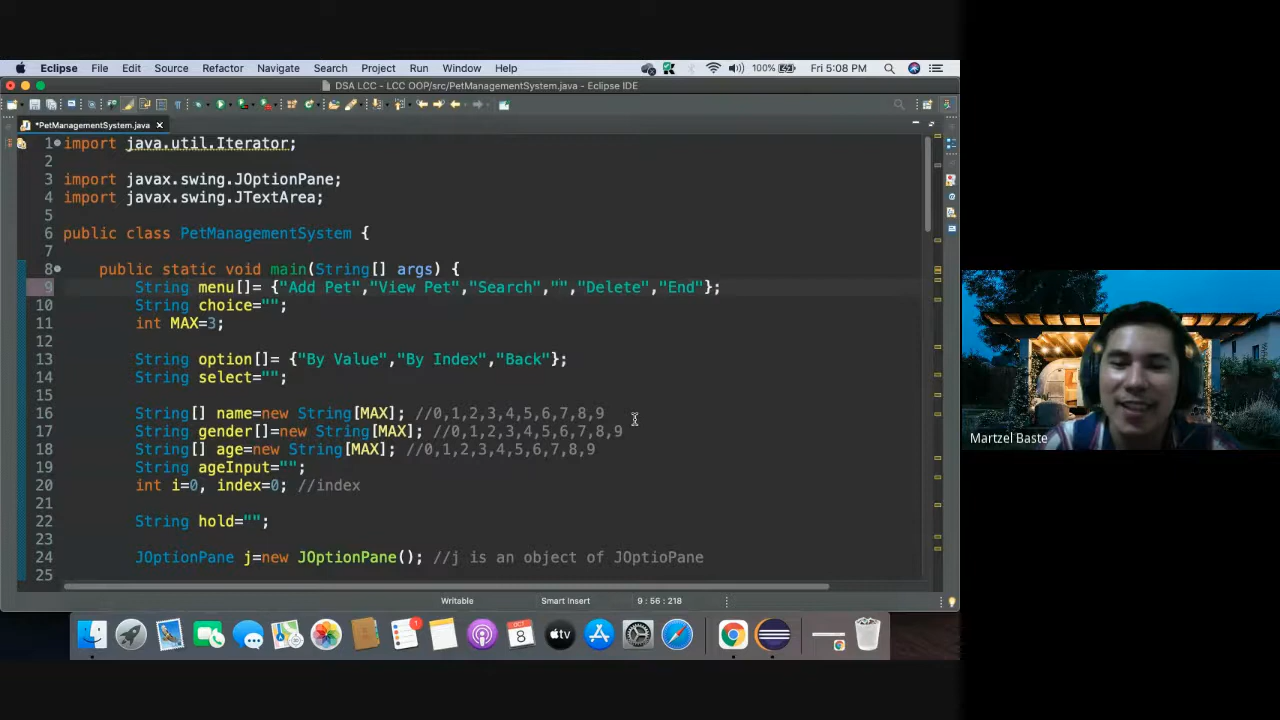 Eclipse File Edit Source Refactor Navigate Search Project Run Window Help 100% Fri 5:08 PM
DSA LCC - LCC OOP/src/PetManagementSystem.java - Eclipse IDE
*PetManagementSystem.java
1 import java.util.Iterator;
2
3 import javax.swing.JOptionPane;
4 import javax.swing.JTextArea;
5
6 public class PetManagementSystem {
7
8 public static void main(String[] args) {
9 String menu[]= {"Add Pet","View Pet","Search","","Delete","End"};
10 String choice="";
11 int MAX=3;
12
13 String option[]= {"By Value","By Index","Back"};
14 String select="";
15
16 String[] name=new String[MAX]; //0,1,2,3,4,5,6,7,8,9
17 String gender[]=new String[MAX]; //0,1,2,3,4,5,6,7,8,9
18 String[] age=new String[MAX]; //0,1,2,3,4,5,6,7,8,9
19 String ageInput="";
20 int i=0, index=0; //index
21
22 String hold="";
23
24 JOptionPane j=new JOptionPane(); //j is an object of JOptioPane
25
Writable Smart Insert 9 : 56 : 218
Martzel Baste
1
OCT
8
tv